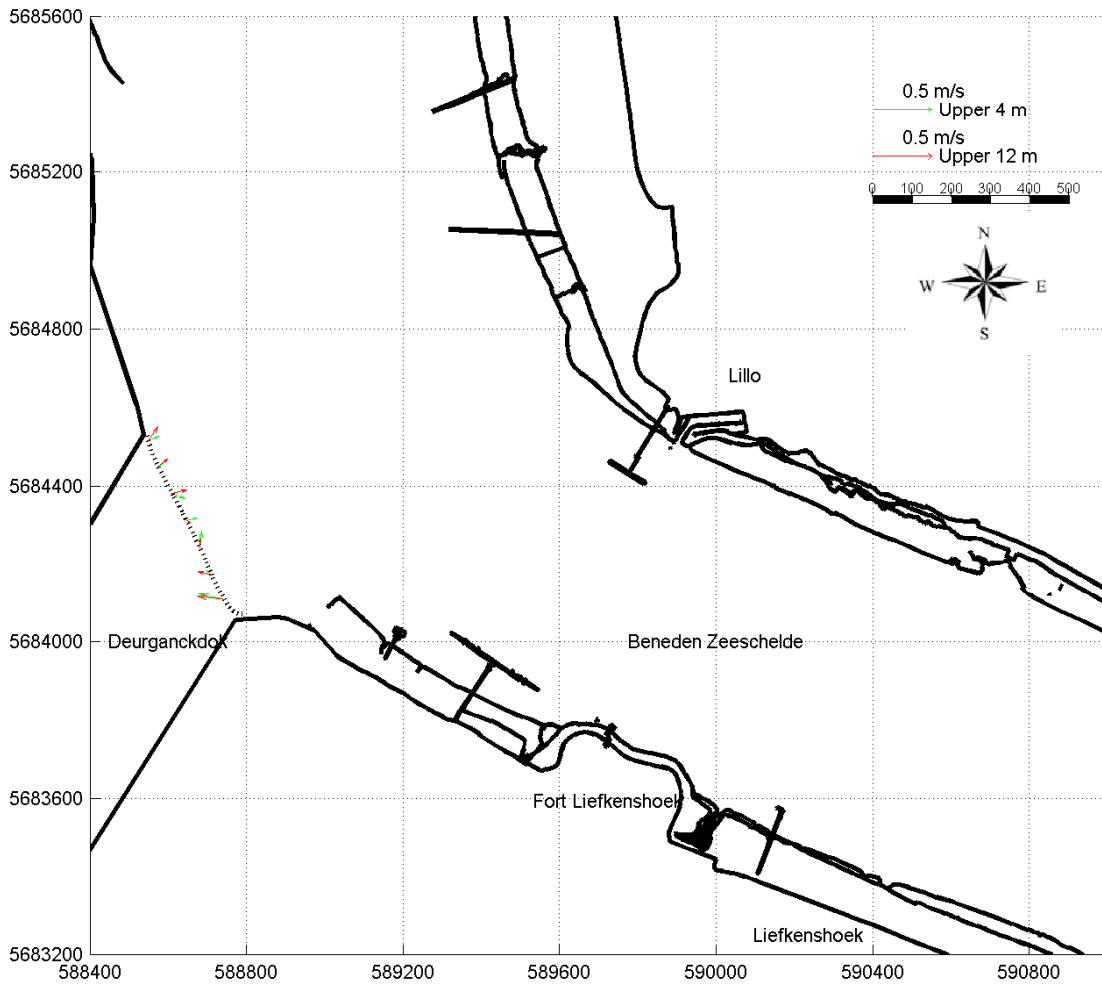 5685600
0.5 m/s
Upper 4 m
0.5 m/s
Upper 12 m
5685200
0 100 200 300 400 500
N
W E
S
5684800
Lillo
5684400
5684000
Deurganckdok
Beneden Zeeschelde
5683600
Fort Liefkenshoek
Liefkenshoek
5683200
588400 588800 589200 589600 590000 590400 590800